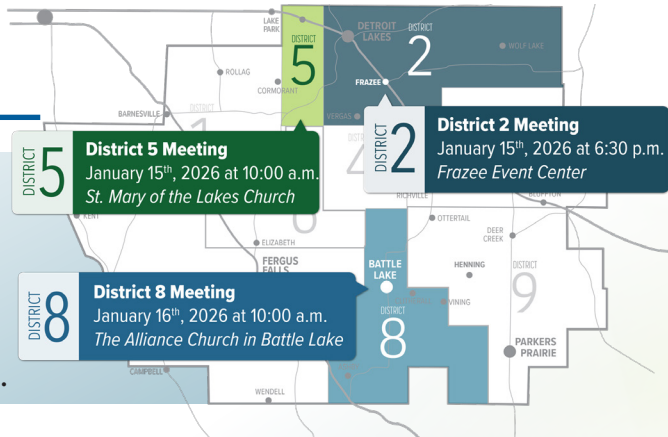 LAKE
PARK
DETROIT
LAKES
DISTRICT
2
WOLF LAKE
DISTRICT
5
ROLLAG
CORMORANT
FRAZEE
BARNESVILLE
DISTRICT
VERGAS
DISTRICT
5
District 5 Meeting
January 15th, 2026 at 10:00 a.m.
St. Mary of the Lakes Church
DISTRICT
2
District 2 Meeting
January 15th, 2026 at 6:30 p.m.
Frazee Event Center
RICHVILLE
BLUFFTON
KENT
OTTERTAIL
DEER
CREEK
ELIZABETH
FERGUS
FALLS
BATTLE
LAKE
HENNING
DISTRICT
9
VINING
DISTRICT
8
District 8 Meeting
January 16th, 2026 at 10:00 a.m.
The Alliance Church in Battle Lake
DISTRICT
8
PARKERS
PRAIRIE
CAMPBELL
WENDELL